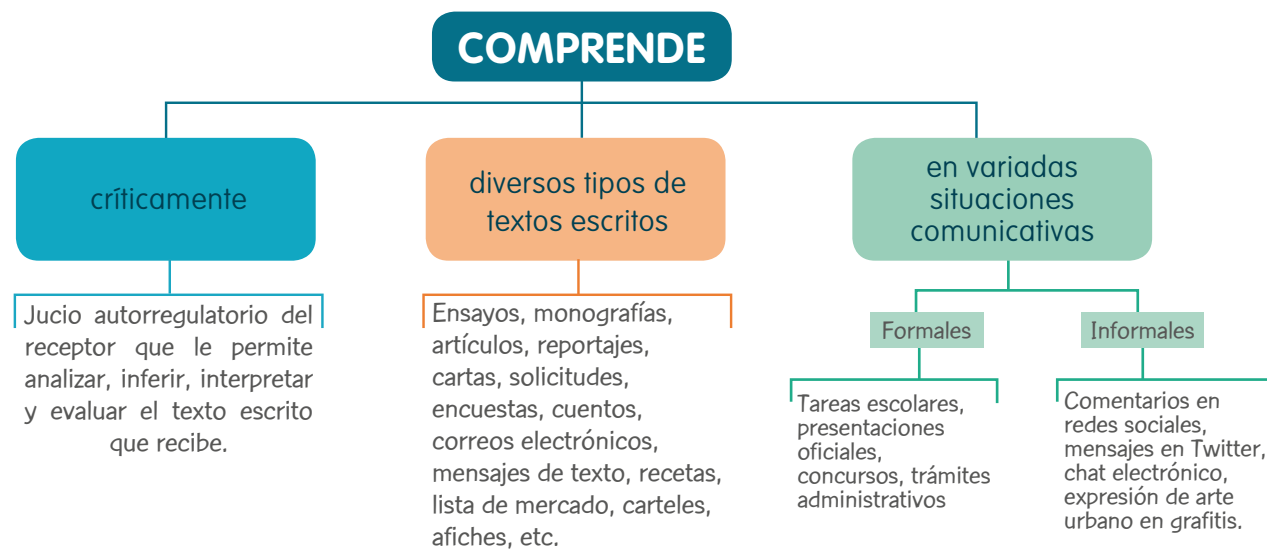 COMPRENDE
críticamente
Jucio autorregulatorio del
receptor que le permite
analizar, inferir, interpretar
y evaluar el texto escrito
que recibe.
diversos tipos de
textos escritos
Ensayos, monografías,
artículos, reportajes,
cartas, solicitudes,
encuestas, cuentos,
correos electrónicos,
mensajes de texto, recetas,
lista de mercado, carteles,
afiches, etc.
en variadas
situaciones
comunicativas
Formales
Tareas escolares,
presentaciones
oficiales,
concursos, trámites
administrativos
Informales
Comentarios en
redes sociales,
mensajes en Twitter,
chat electrónico,
expresión de arte
urbano en grafitis.